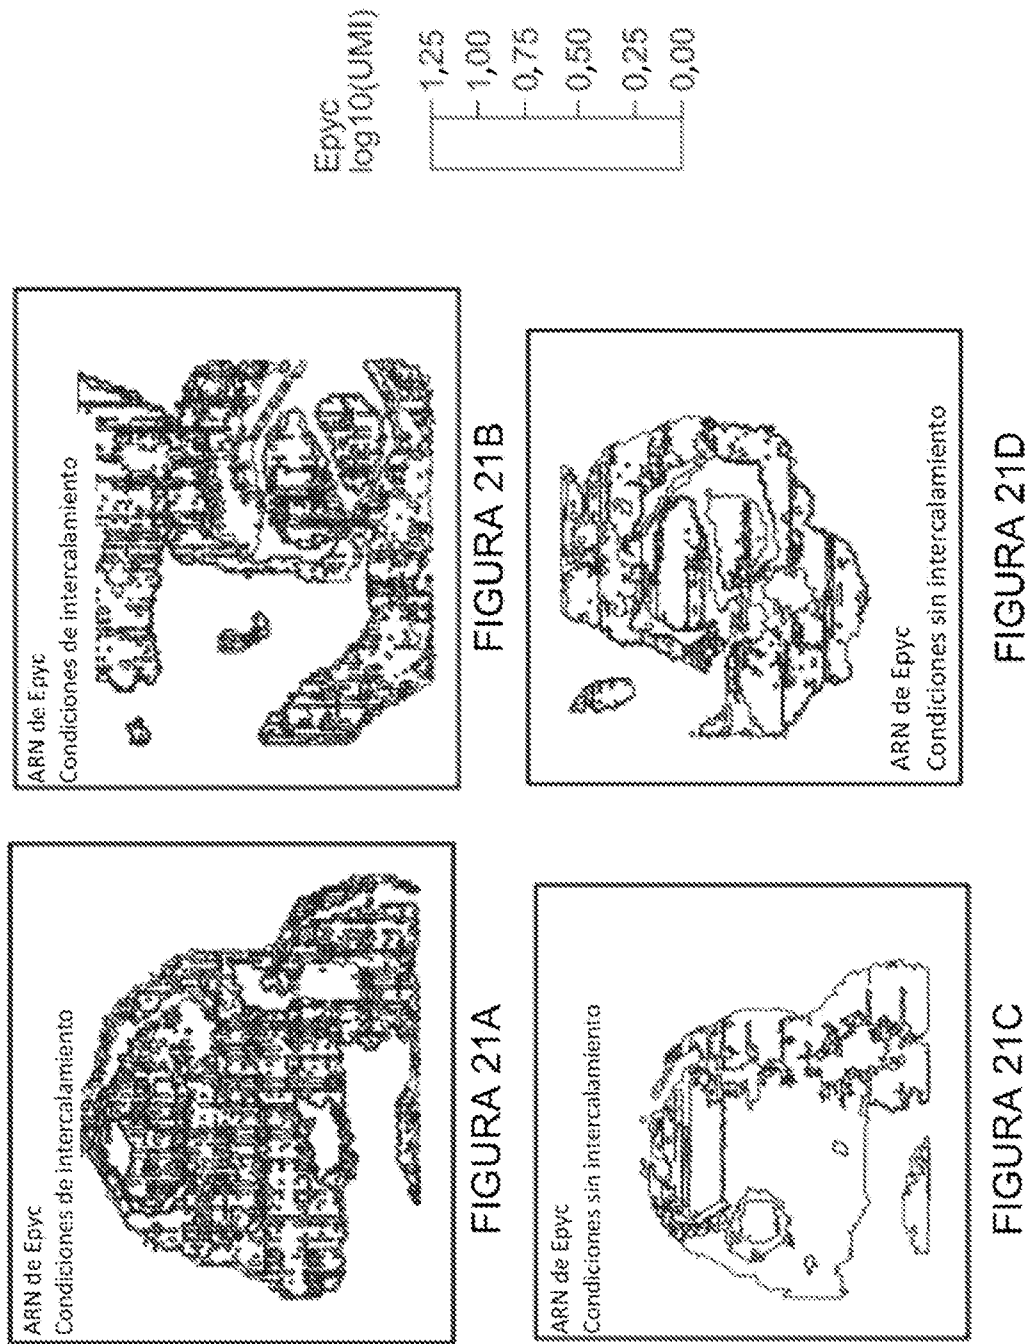 ARN de Epyc
Condiciones de intercalamiento
FIGURA 21A
ARN de Epyc
Condiciones de intercalamiento
FIGURA 21B
Epyc
log10(UMI)
1,25
1,00
0,75
0,50
0,25
0,00
ARN de Epyc
Condiciones sin intercalamiento
FIGURA 21C
ARN de Epyc
Condiciones sin intercalamiento
FIGURA 21D